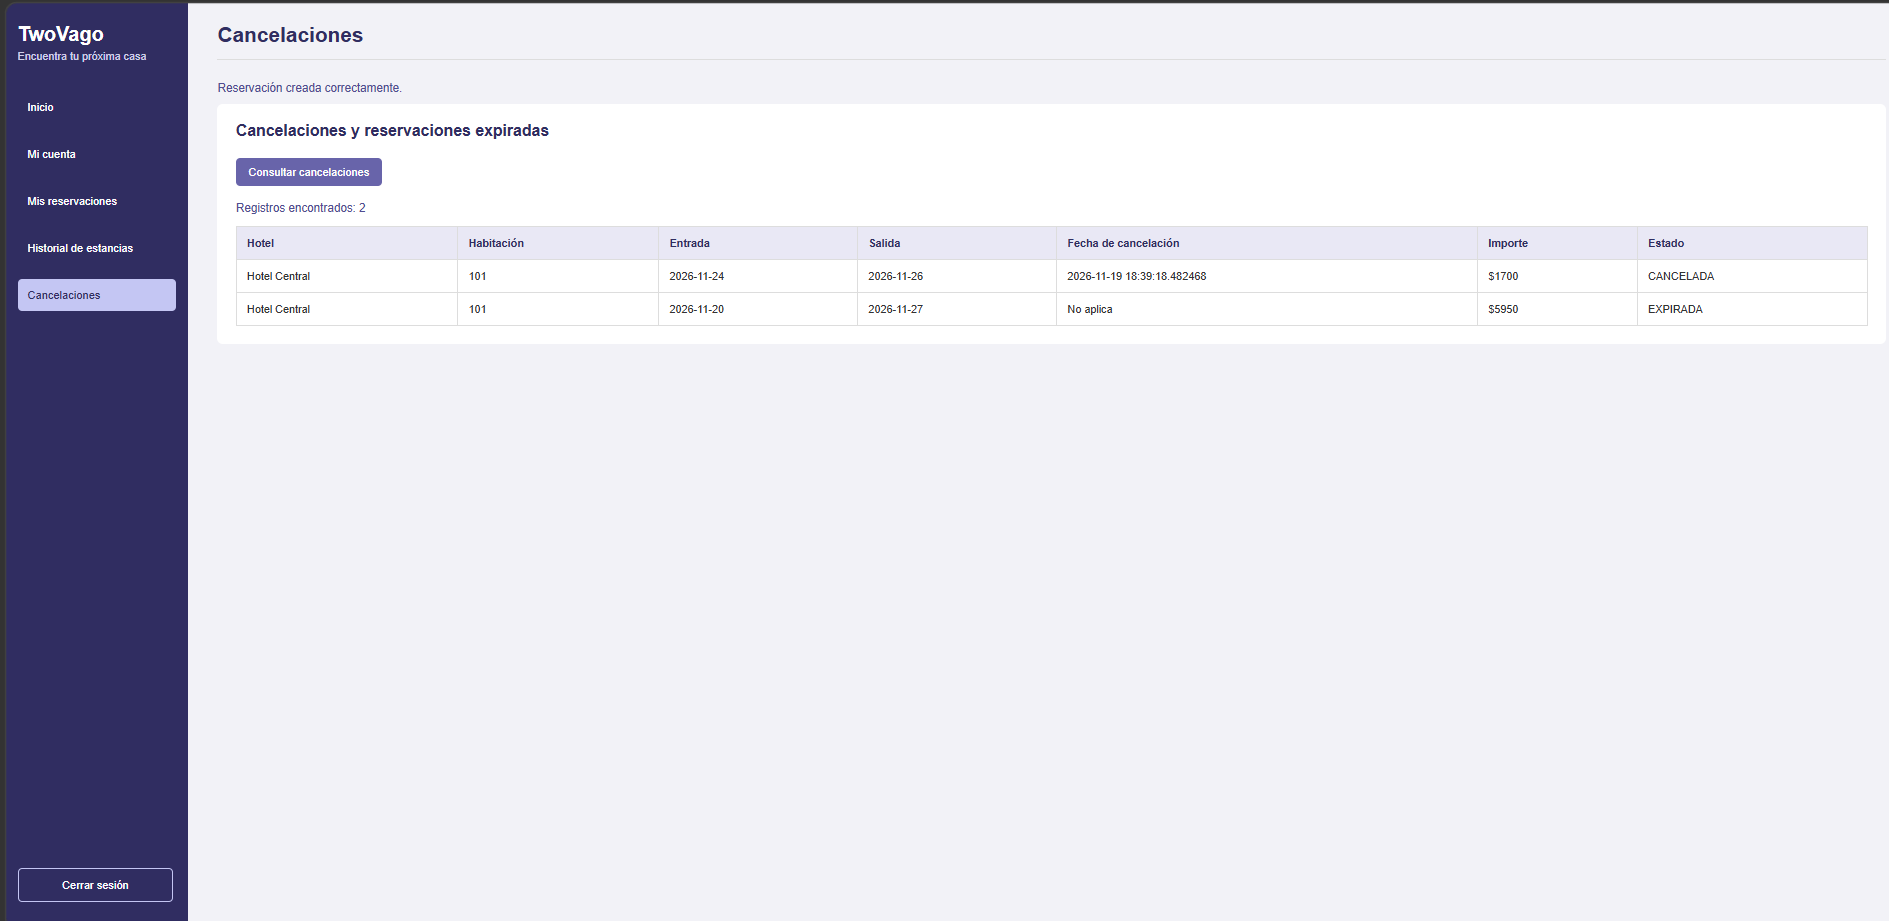 TwoVago
Encuentra tu próxima casa
Inicio
Mi cuenta
Mis reservaciones
Historial de estancias
Cancelaciones
Cerrar sesión
Cancelaciones
Reservación creada correctamente.
Cancelaciones y reservaciones expiradas
Consultar cancelaciones
Registros encontrados: 2
Hotel Habitación Entrada Salida Fecha de cancelación Importe Estado
Hotel Central 101 2026-11-24 2026-11-26 2026-11-19 18:39:18.482468 $1700 CANCELADA
Hotel Central 101 2026-11-20 2026-11-27 No aplica $5950 EXPIRADA